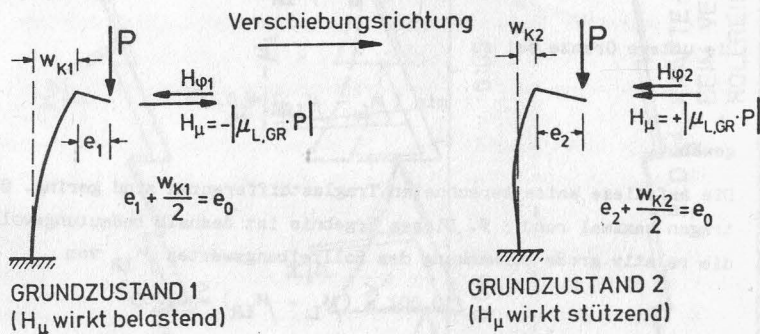 Verschiebungsrichtung
P
w_K1
H_φ1
H_μ = -|μ_L,GR · P|
e_1
e_1 + w_K1/2 = e_0
GRUNDZUSTAND 1
(H_μ wirkt belastend)
P
w_K2
H_φ2
H_μ = +|μ_L,GR · P|
e_2
e_2 + w_K2/2 = e_0
GRUNDZUSTAND 2
(H_μ wirkt stützend)